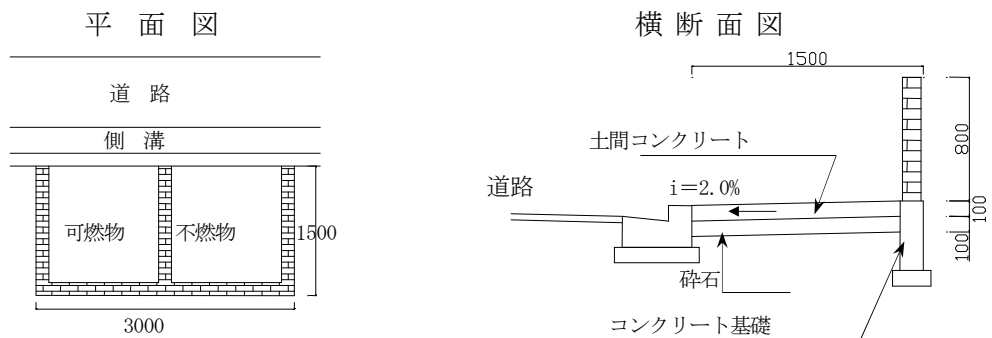 平 面 図
道 路
側 溝
可燃物
不燃物
1500
3000
横 断 面 図
1500
土間コンクリート
道路
i=2.0%
800
100
100
砕石
コンクリート基礎